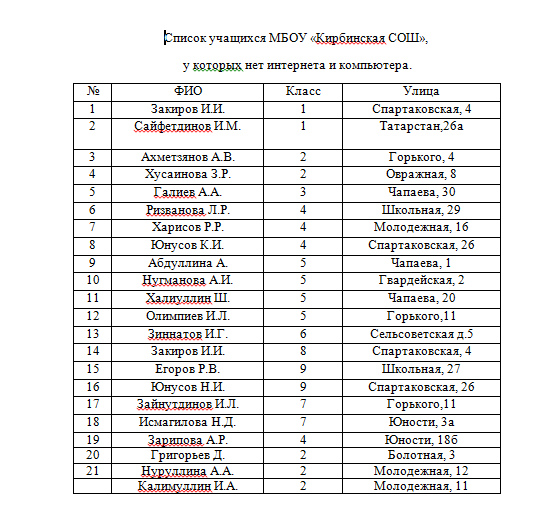 Список учащихся МБОУ «Кирбинская СОШ»,
у которых нет интернета и компьютера.
№ ФИО Класс Улица
1 Закиров И.И. 1 Спартаковская, 4
2 Сайфетдинов И.М. 1 Татарстан,26а
3 Ахметзянов А.В. 2 Горького, 4
4 Хусаинова З.Р. 2 Овражная, 8
5 Галиев А.А. 3 Чапаева, 30
6 Ризванова Л.Р. 4 Школьная, 29
7 Харисов Р.Р. 4 Молодежная, 16
8 Юнусов К.И. 4 Спартаковская, 26
9 Абдуллина А. 5 Чапаева, 1
10 Нугманова А.И. 5 Гвардейская, 2
11 Халиуллин Ш. 5 Чапаева, 20
12 Олимпиев И.Л. 5 Горького,11
13 Зиннатов И.Г. 6 Сельсоветская д.5
14 Закиров И.И. 8 Спартаковская, 4
15 Егоров Р.В. 9 Школьная, 27
16 Юнусов Н.И. 9 Спартаковская, 26
17 Зайнутдинов И.Л. 7 Горького,11
18 Исмагилова Н.Д. 7 Юности, 3а
19 Зарипова А.Р. 4 Юности, 18б
20 Григорьев Д. 2 Болотная, 3
21 Нуруллина А.А. 2 Молодежная, 12
Калимуллин И.А. 2 Молодежная, 11